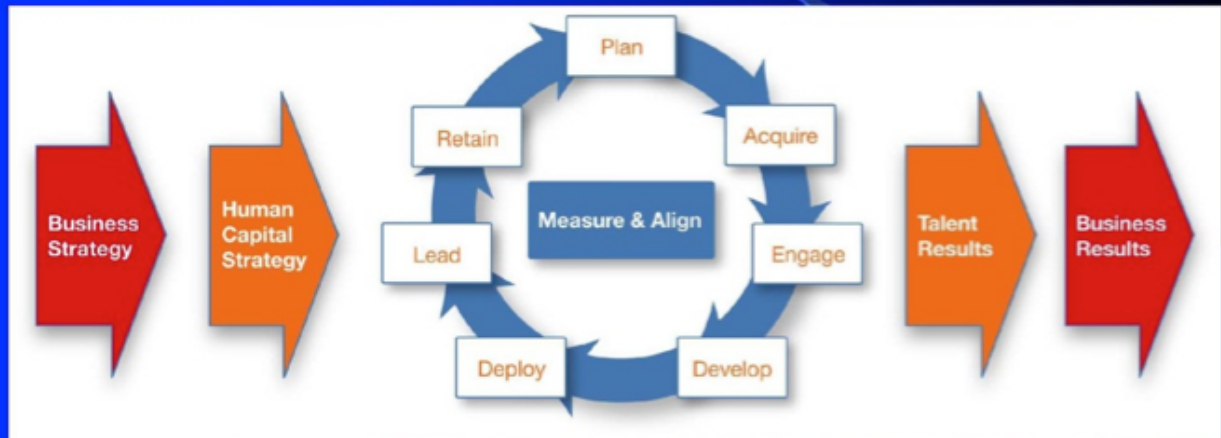 Business
Strategy
Human
Capital
Strategy
Plan
Acquire
Engage
Develop
Deploy
Lead
Retain
Measure & Align
Talent
Results
Business
Results